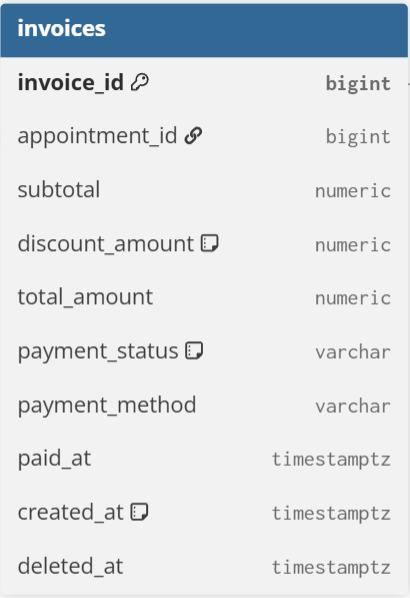 invoices
invoice_id bigint
appointment_id bigint
subtotal numeric
discount_amount numeric
total_amount numeric
payment_status varchar
payment_method varchar
paid_at timestamptz
created_at timestamptz
deleted_at timestamptz